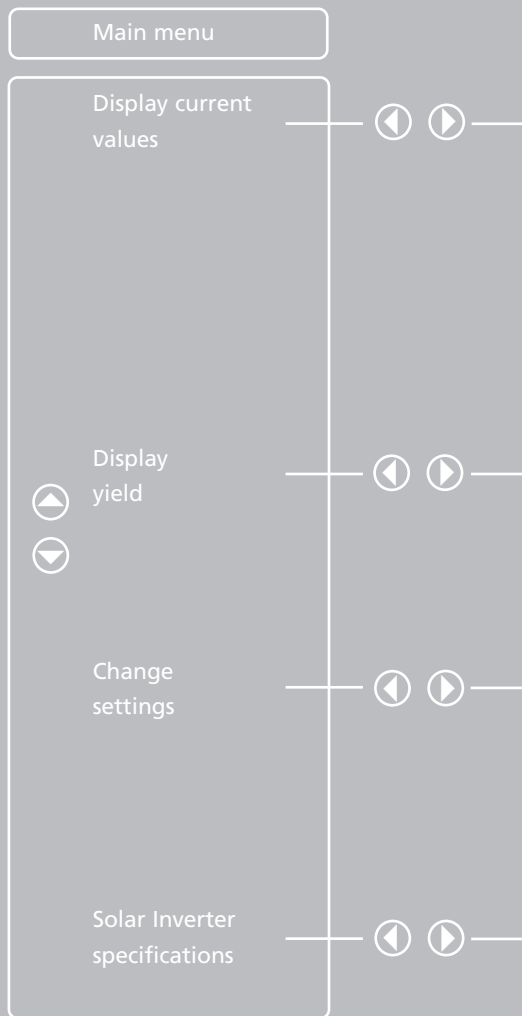 Main menu
Display current
values
Display
yield
Change
settings
Solar Inverter
specifications